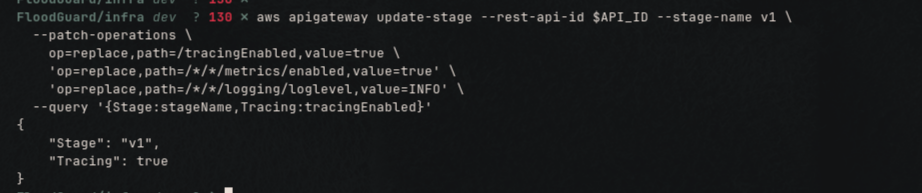 FloodGuard/infra dev ? 130 × aws apigateway update-stage --rest-api-id $API_ID --stage-name v1 \
--patch-operations \
op=replace,path=/tracingEnabled,value=true \
'op=replace,path=/*/*/metrics/enabled,value=true' \
'op=replace,path=/*/*/logging/loglevel,value=INFO' \
--query '{Stage:stageName,Tracing:tracingEnabled}'
{
"Stage": "v1",
"Tracing": true
}